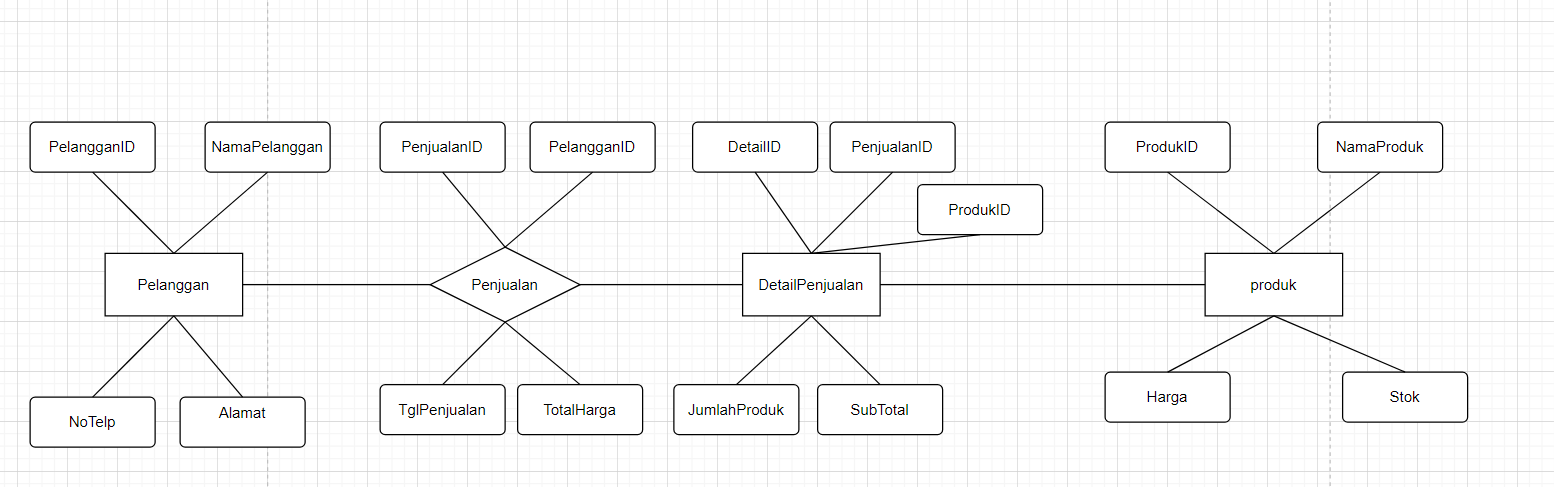 PelangganID
NamaPelanggan
PenjualanID
PelangganID
DetailID
PenjualanID
ProdukID
NamaProduk
ProdukID
Pelanggan
Penjualan
DetailPenjualan
produk
NoTelp
Alamat
TglPenjualan
TotalHarga
JumlahProduk
SubTotal
Harga
Stok